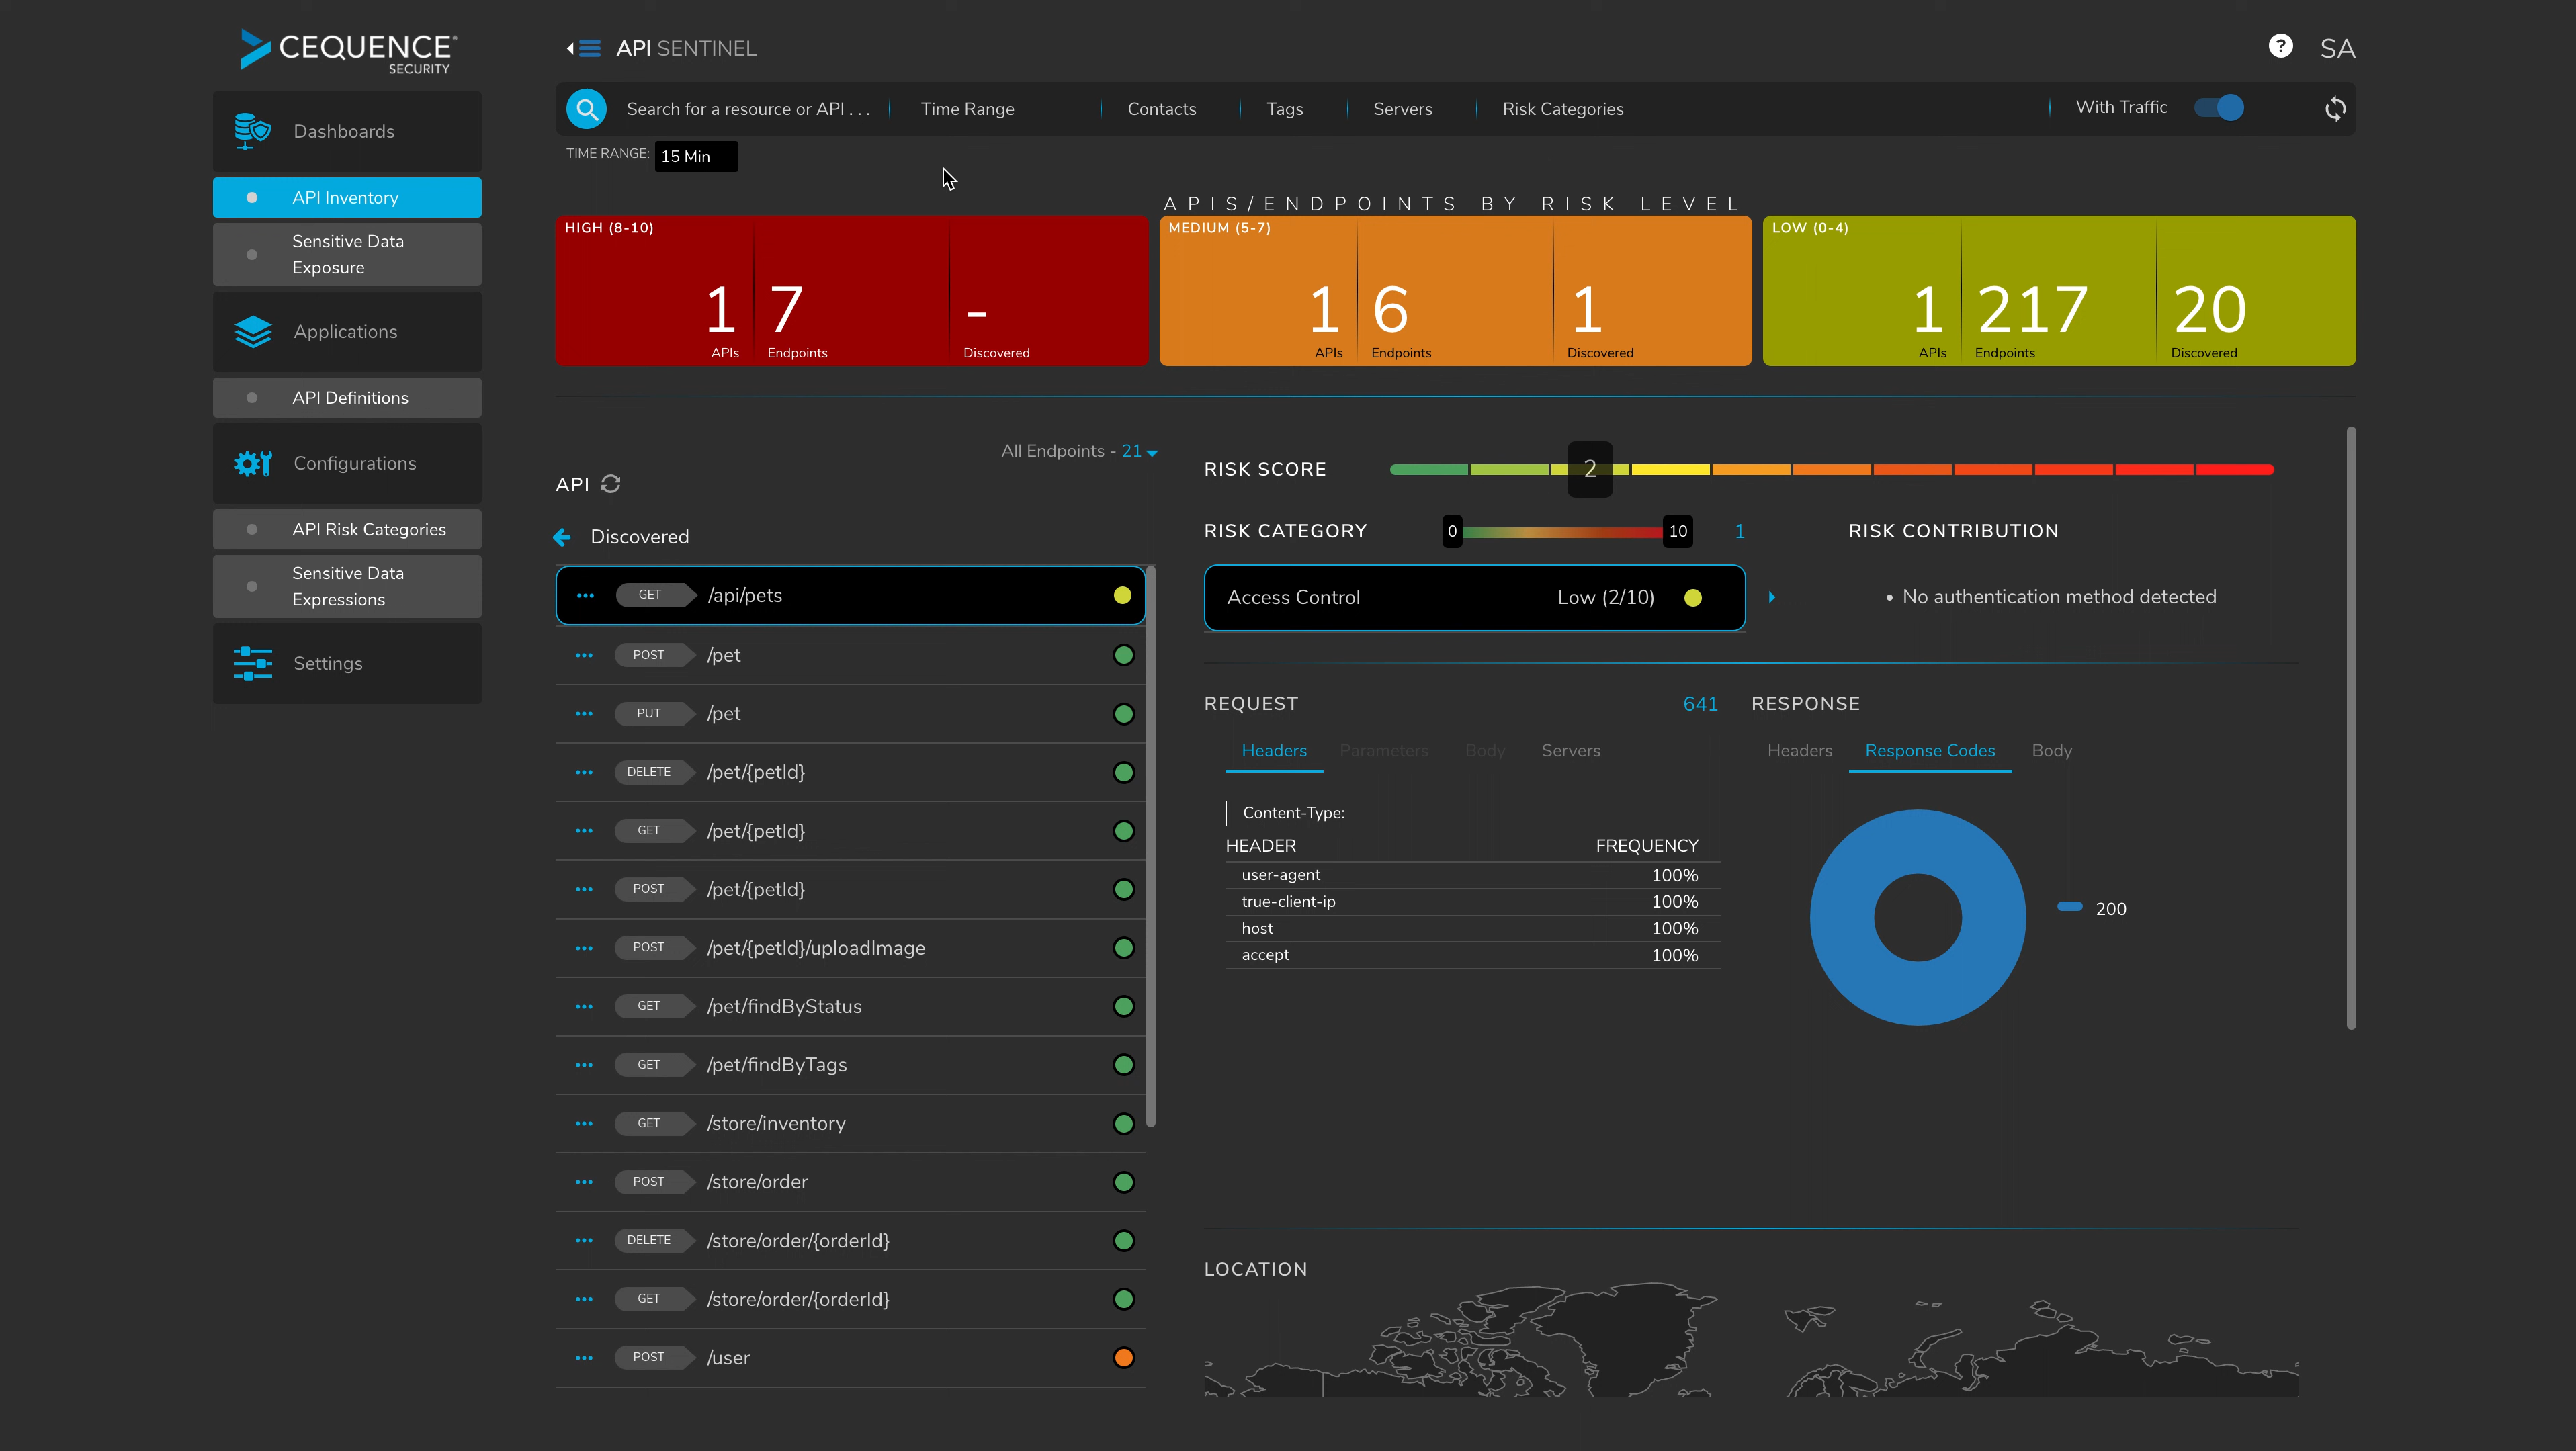 CEQUENCE
SECURITY
API SENTINEL
?
SA
Dashboards
API Inventory
Sensitive Data
Exposure
Applications
API Definitions
Configurations
API Risk Categories
Sensitive Data
Expressions
Settings
Search for a resource or API . . .
Time Range
Contacts
Tags
Servers
Risk Categories
With Traffic
TIME RANGE: 15 Min
APIS/ENDPOINTS BY RISK LEVEL
HIGH (8-10)
1 7 -
APIs Endpoints Discovered
MEDIUM (5-7)
1 6 1
APIs Endpoints Discovered
LOW (0-4)
1 217 20
APIs Endpoints Discovered
All Endpoints - 21
API
Discovered
GET /api/pets
POST /pet
PUT /pet
DELETE /pet/{petId}
GET /pet/{petId}
POST /pet/{petId}
POST /pet/{petId}/uploadImage
GET /pet/findByStatus
GET /pet/findByTags
GET /store/inventory
POST /store/order
DELETE /store/order/{orderId}
GET /store/order/{orderId}
POST /user
RISK SCORE 2
RISK CATEGORY 0 10 1
RISK CONTRIBUTION
Access Control Low (2/10)
• No authentication method detected
REQUEST 641
Headers Parameters Body Servers
Content-Type:
HEADER FREQUENCY
user-agent 100%
true-client-ip 100%
host 100%
accept 100%
RESPONSE
Headers Response Codes Body
200
LOCATION